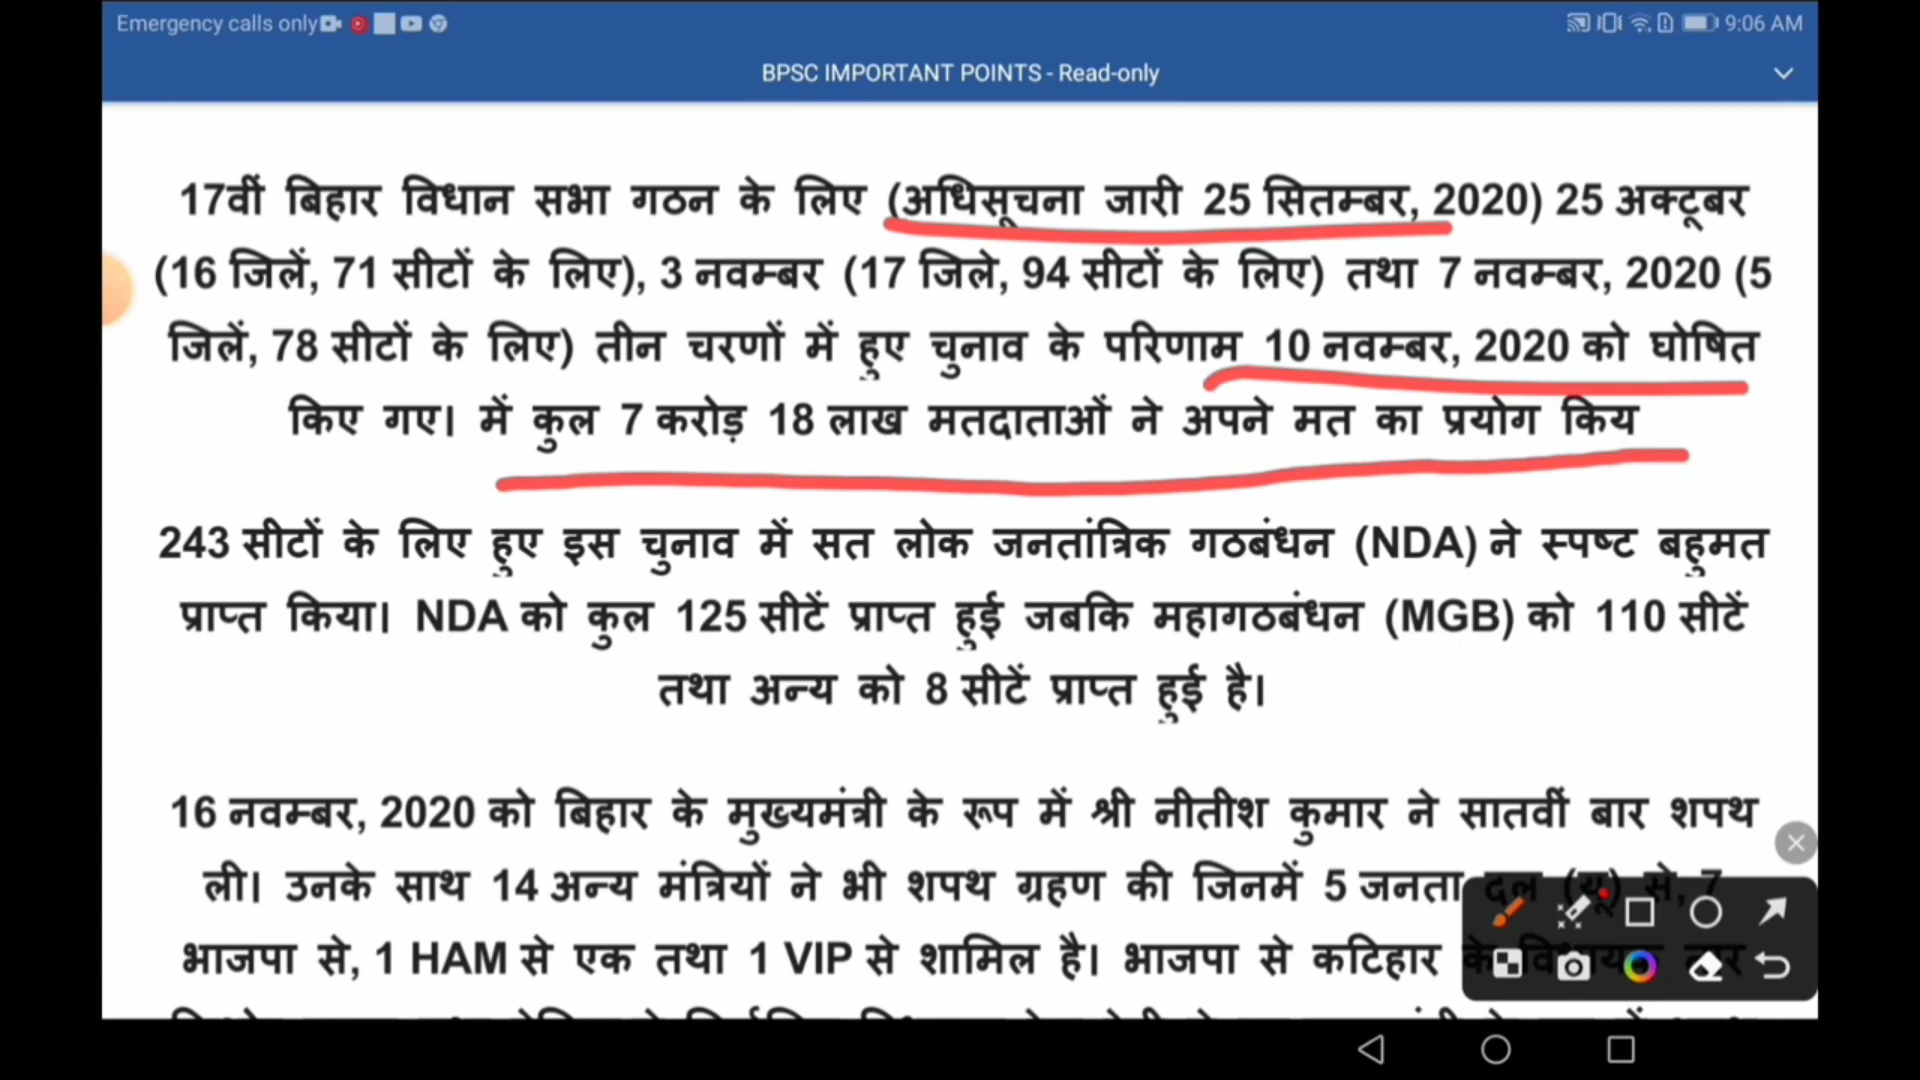 Emergency calls only
9:06 AM
BPSC IMPORTANT POINTS - Read-only
17वीं बिहार विधान सभा गठन के लिए (अधिसूचना जारी 25 सितम्बर, 2020) 25 अक्टूबर
(16 जिलें, 71 सीटों के लिए), 3 नवम्बर (17 जिले, 94 सीटों के लिए) तथा 7 नवम्बर, 2020 (5
जिलें, 78 सीटों के लिए) तीन चरणों में हुए चुनाव के परिणाम 10 नवम्बर, 2020 को घोषित
किए गए। में कुल 7 करोड़ 18 लाख मतदाताओं ने अपने मत का प्रयोग किय
243 सीटों के लिए हुए इस चुनाव में सत लोक जनतांत्रिक गठबंधन (NDA) ने स्पष्ट बहुमत
प्राप्त किया। NDA को कुल 125 सीटें प्राप्त हुई जबकि महागठबंधन (MGB) को 110 सीटें
तथा अन्य को 8 सीटें प्राप्त हुई है।
16 नवम्बर, 2020 को बिहार के मुख्यमंत्री के रूप में श्री नीतीश कुमार ने सातवीं बार शपथ
ली। उनके साथ 14 अन्य मंत्रियों ने भी शपथ ग्रहण की जिनमें 5 जनता दल (यू) से, 7
भाजपा से, 1 HAM से एक तथा 1 VIP से शामिल है। भाजपा से कटिहार के विधायक